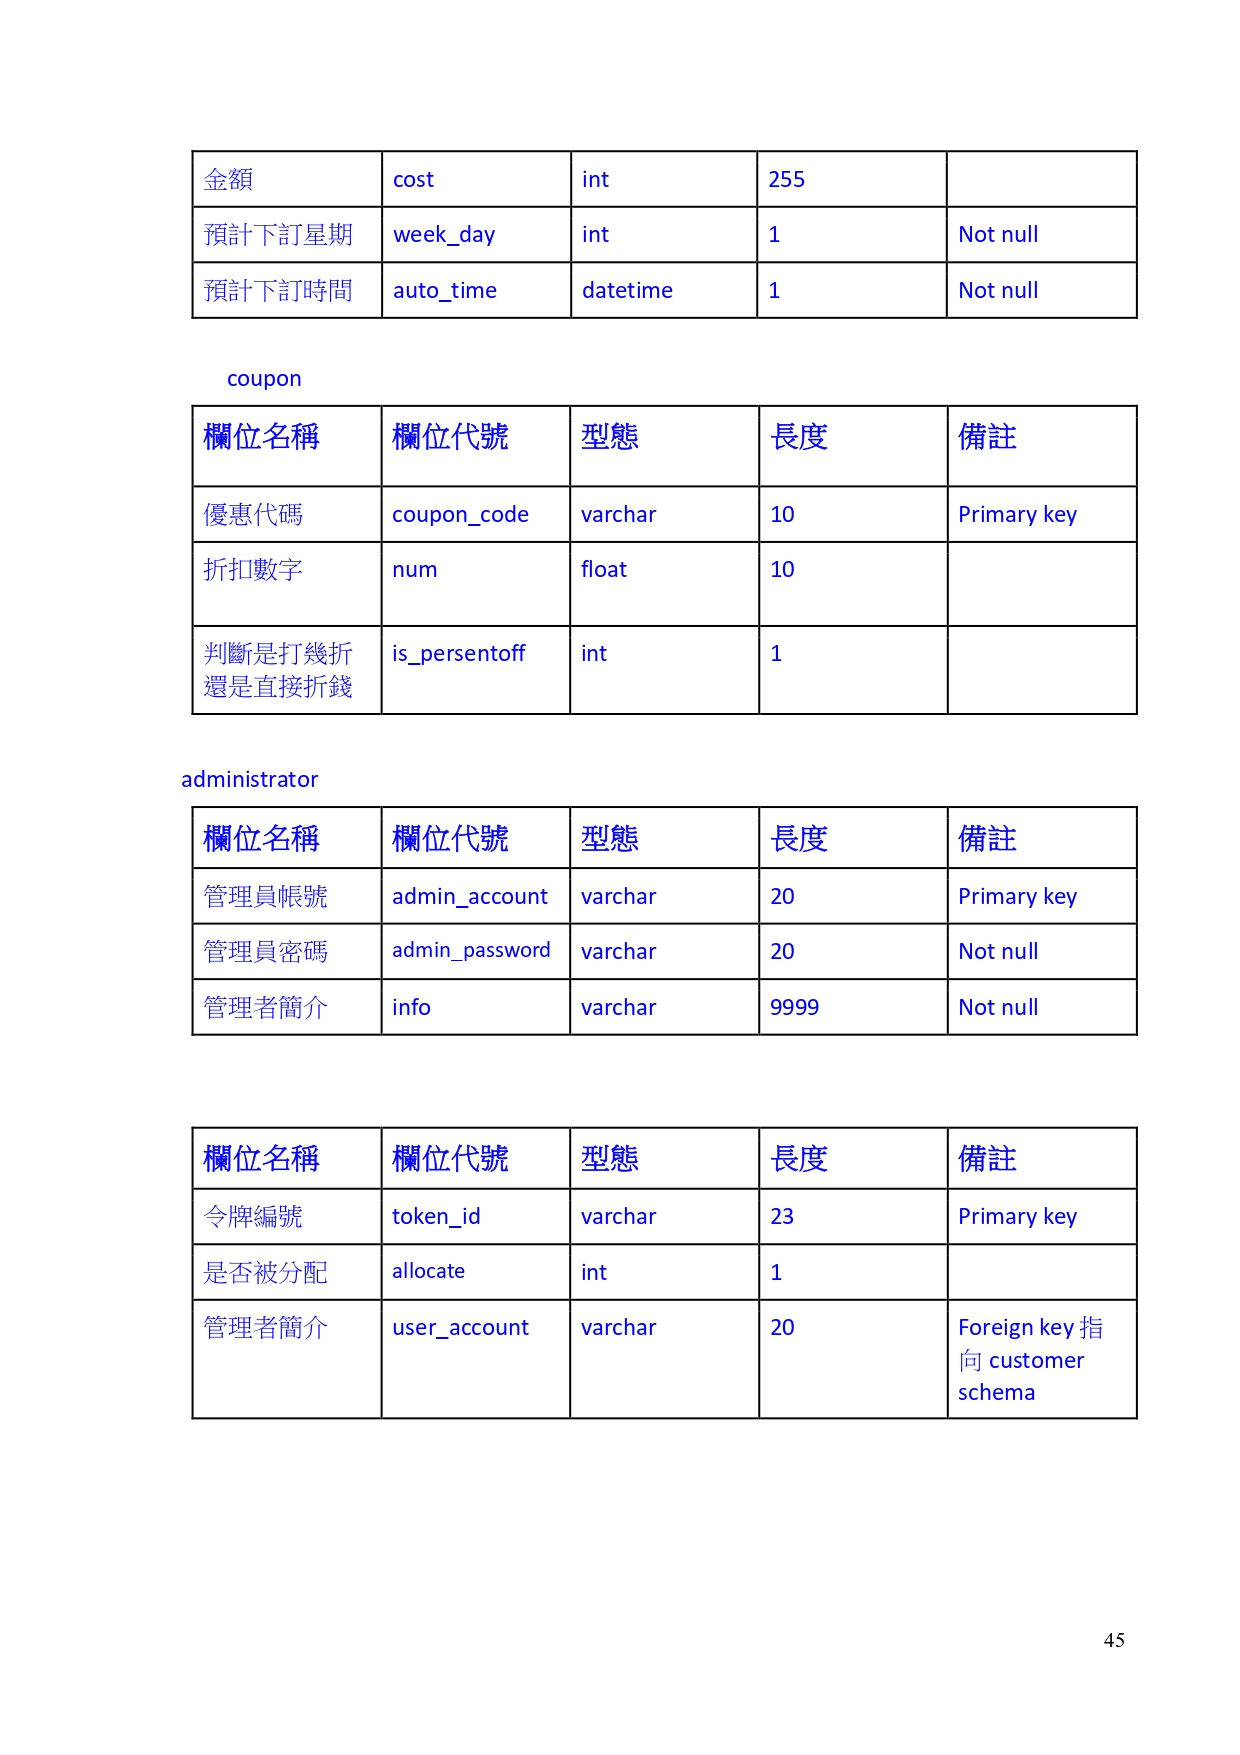 金額 cost int 255
預計下訂星期 week_day int 1 Not null
預計下訂時間 auto_time datetime 1 Not null
coupon
欄位名稱 欄位代號 型態 長度 備註
優惠代碼 coupon_code varchar 10 Primary key
折扣數字 num float 10
判斷是打幾折 is_persentoff int 1
還是直接折錢
administrator
欄位名稱 欄位代號 型態 長度 備註
管理員帳號 admin_account varchar 20 Primary key
管理員密碼 admin_password varchar 20 Not null
管理者簡介 info varchar 9999 Not null
欄位名稱 欄位代號 型態 長度 備註
令牌編號 token_id varchar 23 Primary key
是否被分配 allocate int 1
管理者簡介 user_account varchar 20 Foreign key 指
向 customer
schema
45